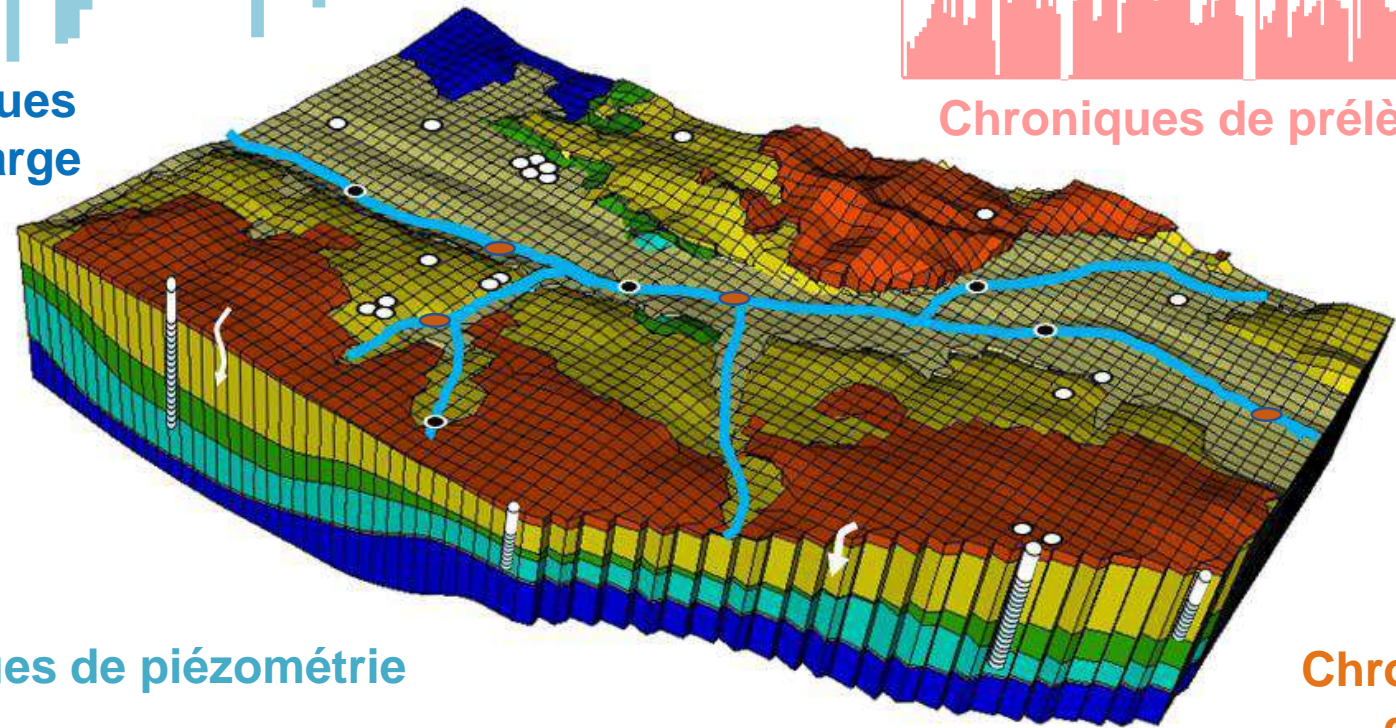 ues
arge
Chroniques de prélè
ues de piézométrie
Chro